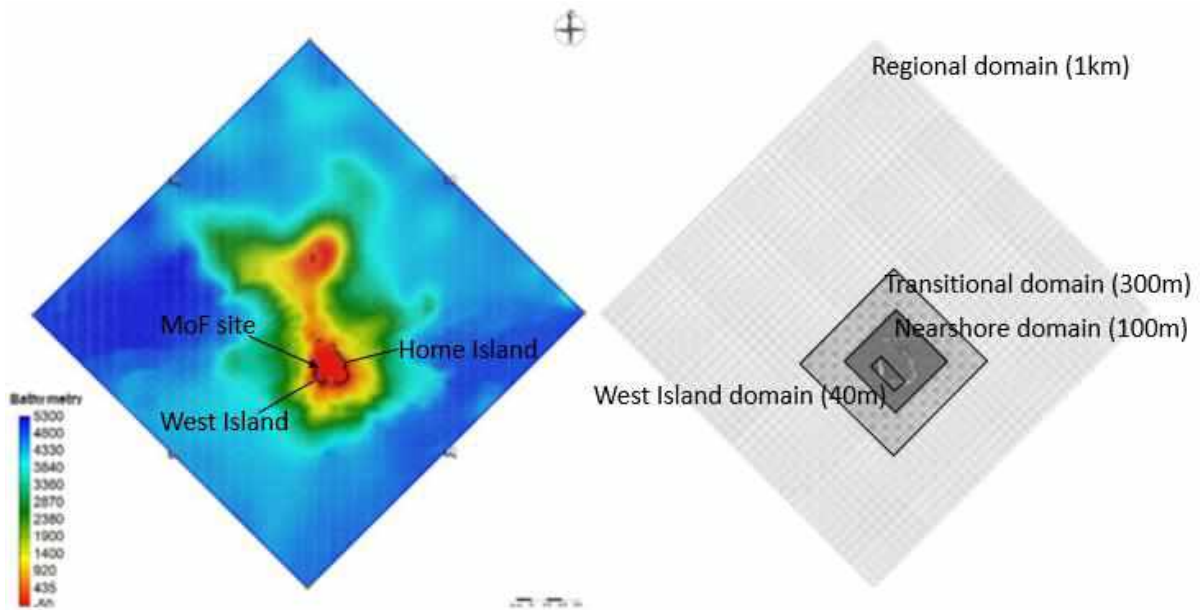 Regional domain (1km)
Transitional domain (300m)
MoF site
Nearshore domain (100m)
Home Island
West Island domain (40m)
Bathymetry
West Island
5300
4800
4330
3840
3360
2870
2380
1900
1400
920
435
-50